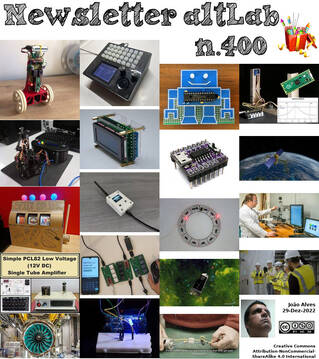 Newsletter altLab
n.400
Simple PCL82 Low Voltage
(12V DC)
Single Tube Amplifier
João Alves
29-Dez-2022
Creative Commons
Attribution-NonCommercial-
ShareAlike 4.0 International